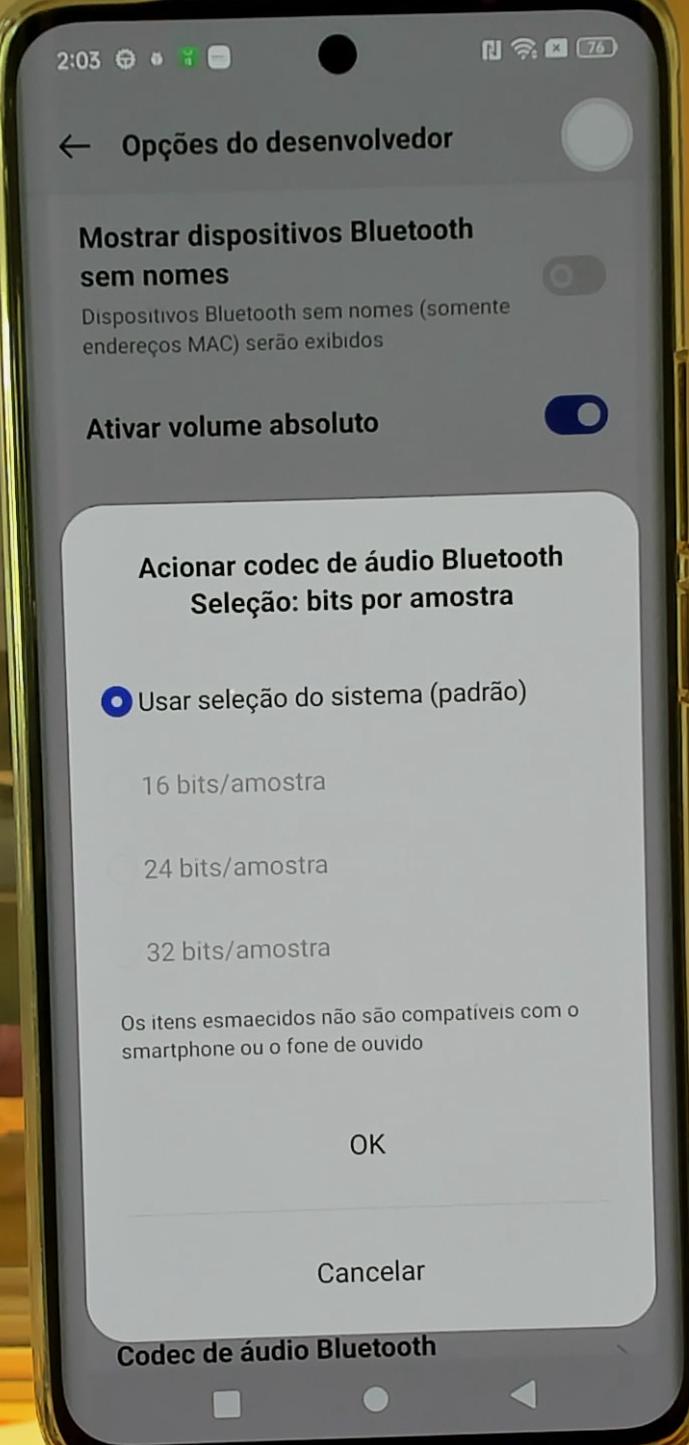 2:03
76
Opções do desenvolvedor
Mostrar dispositivos Bluetooth
sem nomes
Dispositivos Bluetooth sem nomes (somente
endereços MAC) serão exibidos
Ativar volume absoluto
Acionar codec de áudio Bluetooth
Seleção: bits por amostra
Usar seleção do sistema (padrão)
16 bits/amostra
24 bits/amostra
32 bits/amostra
Os itens esmaecidos não são compatíveis com o
smartphone ou o fone de ouvido
OK
Cancelar
Codec de áudio Bluetooth